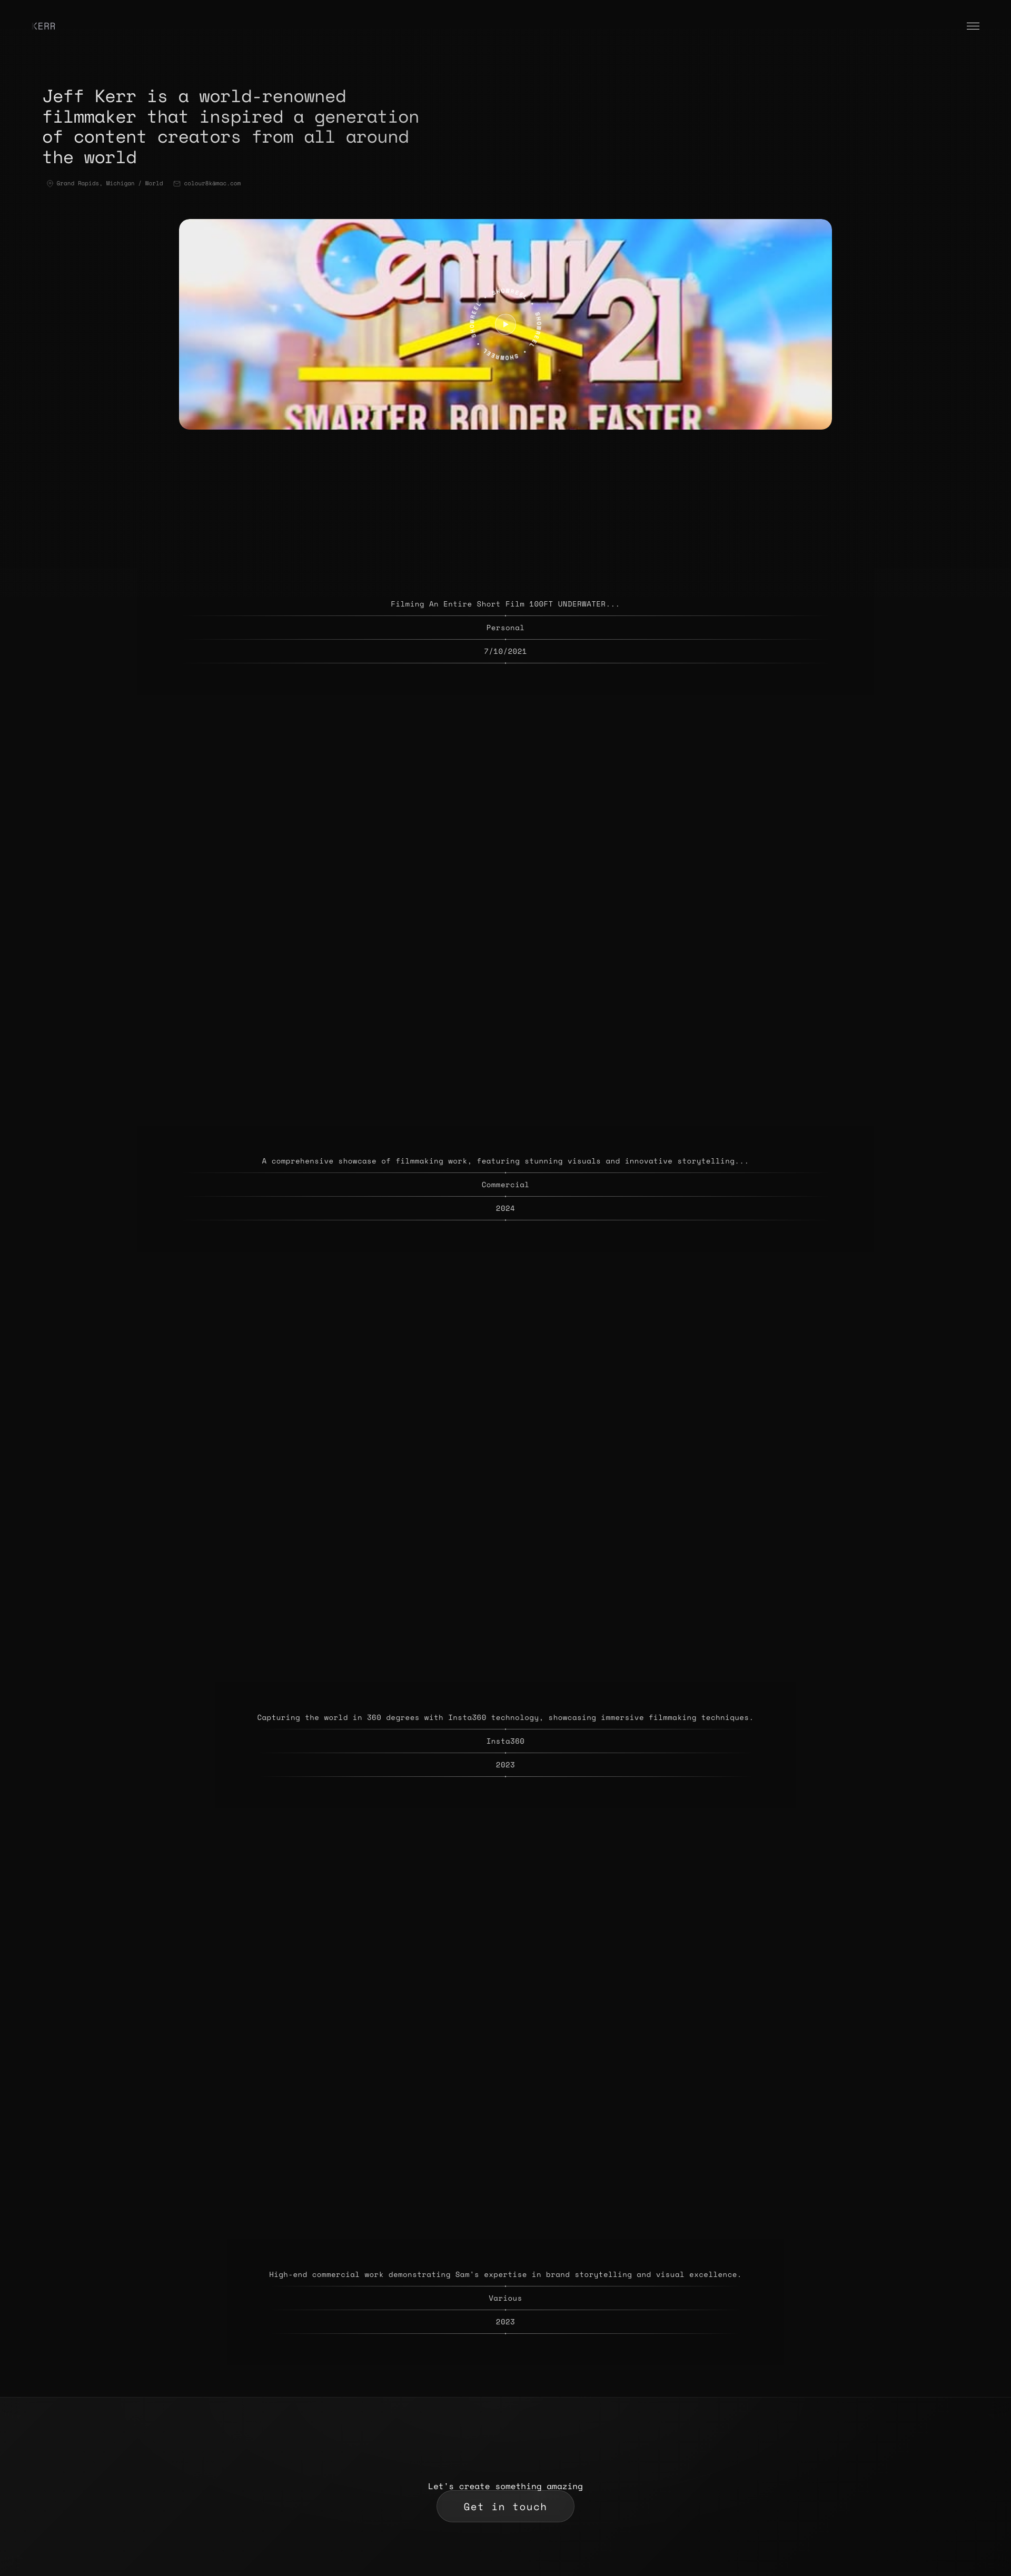 KERR
Jeff Kerr is a world-renowned
filmmaker that inspired a generation
of content creators from all around
the world
Grand Rapids, Michigan / World
Century
21
SHOWREEL • SHOWREEL • SHOWREEL •
SMARTER BOLDER FASTER
Filming An Entire Short Film 100FT UNDERWATER...
Personal
7/10/2021
A comprehensive showcase of filmmaking work, featuring stunning visuals and innovative storytelling...
Commercial
2024
Capturing the world in 360 degrees with Insta360 technology, showcasing immersive filmmaking techniques.
Insta360
2023
High-end commercial work demonstrating Sam's expertise in brand storytelling and visual excellence.
Various
2023
Let's create something amazing
Get in touch